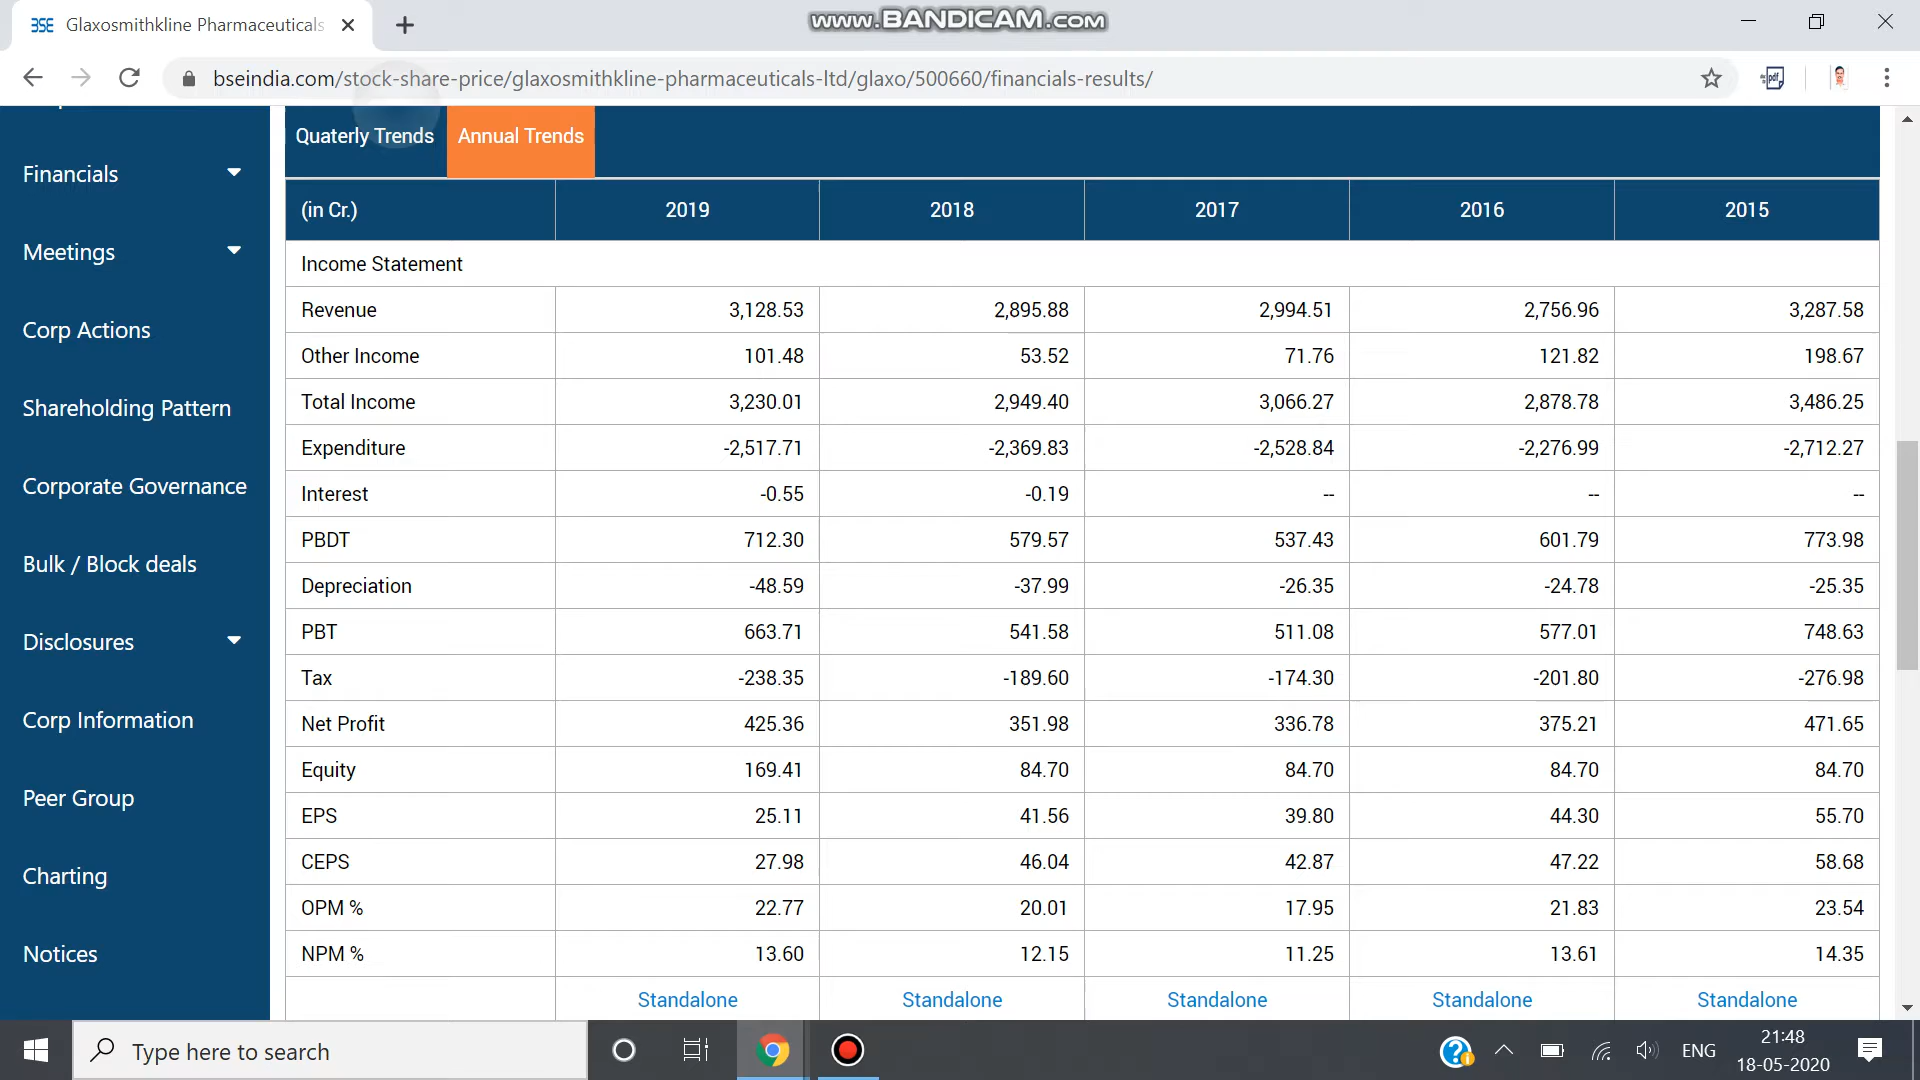 BSE Glaxosmithkline Pharmaceuticals
www.BANDICAM.com
bseindia.com/stock-share-price/glaxosmithkline-pharmaceuticals-ltd/glaxo/500660/financials-results/
pdf
Financials
Meetings
Corp Actions
Shareholding Pattern
Corporate Governance
Bulk / Block deals
Disclosures
Corp Information
Peer Group
Charting
Notices
Quaterly Trends Annual Trends
(in Cr.) 2019 2018 2017 2016 2015
Income Statement
Revenue 3,128.53 2,895.88 2,994.51 2,756.96 3,287.58
Other Income 101.48 53.52 71.76 121.82 198.67
Total Income 3,230.01 2,949.40 3,066.27 2,878.78 3,486.25
Expenditure -2,517.71 -2,369.83 -2,528.84 -2,276.99 -2,712.27
Interest -0.55 -0.19 -- -- --
PBDT 712.30 579.57 537.43 601.79 773.98
Depreciation -48.59 -37.99 -26.35 -24.78 -25.35
PBT 663.71 541.58 511.08 577.01 748.63
Tax -238.35 -189.60 -174.30 -201.80 -276.98
Net Profit 425.36 351.98 336.78 375.21 471.65
Equity 169.41 84.70 84.70 84.70 84.70
EPS 25.11 41.56 39.80 44.30 55.70
CEPS 27.98 46.04 42.87 47.22 58.68
OPM % 22.77 20.01 17.95 21.83 23.54
NPM % 13.60 12.15 11.25 13.61 14.35
Standalone Standalone Standalone Standalone Standalone
Type here to search
ENG
21:48
18-05-2020